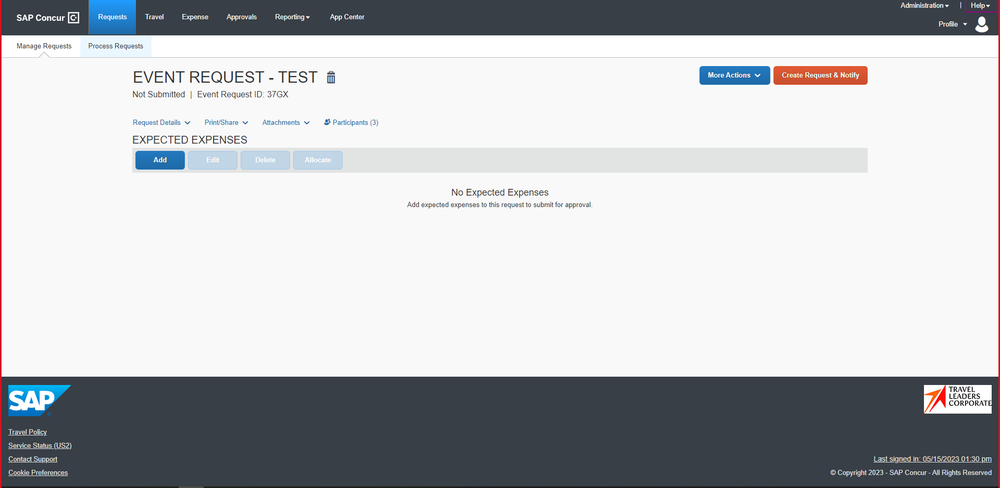 SAP Concur
Requests
Travel
Expense
Approvals
Reporting
App Center
Administration
|
Help
Profile
Manage Requests
Process Requests
EVENT REQUEST - TEST
More Actions
Create Request & Notify
Not Submitted | Event Request ID: 37GX
Request Details
Print/Share
Attachments
Participants (3)
EXPECTED EXPENSES
Add
Edit
Delete
Allocate
No Expected Expenses
Add expected expenses to this request to submit for approval.
SAP
®
TRAVEL
LEADERS
CORPORATE
Travel Policy
Service Status (US2)
Contact Support
Cookie Preferences
Last signed in: 05/15/2023 01:30 pm
© Copyright 2023 - SAP Concur - All Rights Reserved